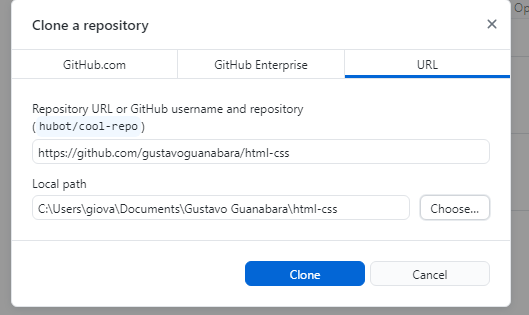 Clone a repository
GitHub.com
GitHub Enterprise
URL
Repository URL or GitHub username and repository
(hubot/cool-repo)
https://github.com/gustavoguanabara/html-css
Local path
C:\Users\giova\Documents\Gustavo Guanabara\html-css
Choose...
Clone
Cancel
Op